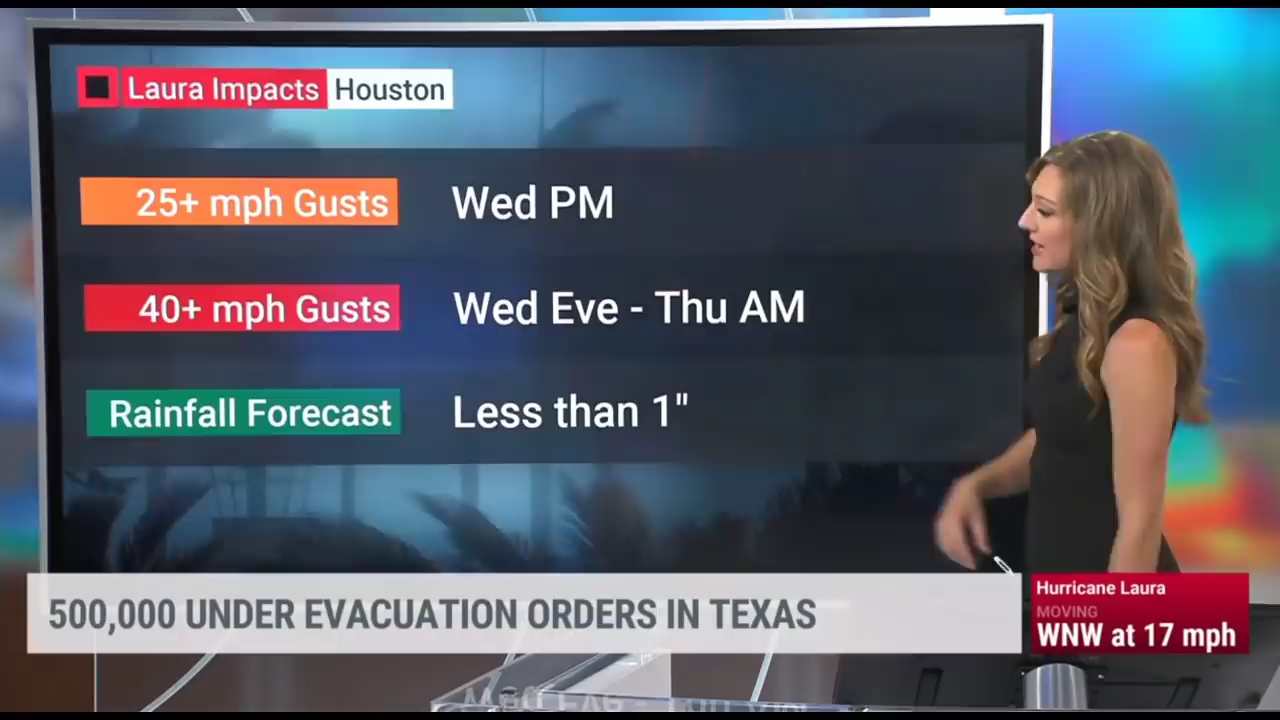 Laura Impacts Houston
25+ mph Gusts Wed PM
40+ mph Gusts Wed Eve - Thu AM
Rainfall Forecast Less than 1"
500,000 UNDER EVACUATION ORDERS IN TEXAS
Hurricane Laura
MOVING
WNW at 17 mph